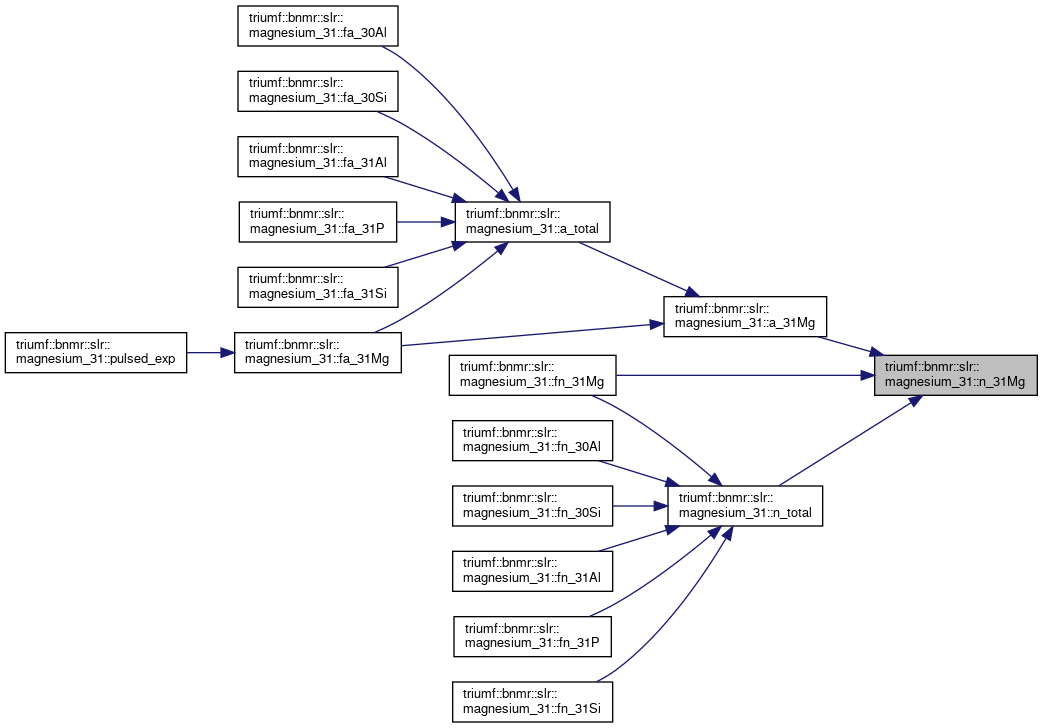 triumf::bnmr::slr::
magnesium_31::fa_30Al
triumf::bnmr::slr::
magnesium_31::fa_30Si
triumf::bnmr::slr::
magnesium_31::fa_31Al
triumf::bnmr::slr::
magnesium_31::fa_31P
triumf::bnmr::slr::
magnesium_31::a_total
triumf::bnmr::slr::
magnesium_31::fa_31Si
triumf::bnmr::slr::
magnesium_31::a_31Mg
triumf::bnmr::slr::
magnesium_31::pulsed_exp
triumf::bnmr::slr::
magnesium_31::fa_31Mg
triumf::bnmr::slr::
magnesium_31::fn_31Mg
triumf::bnmr::slr::
magnesium_31::n_31Mg
triumf::bnmr::slr::
magnesium_31::fn_30Al
triumf::bnmr::slr::
magnesium_31::fn_30Si
triumf::bnmr::slr::
magnesium_31::n_total
triumf::bnmr::slr::
magnesium_31::fn_31Al
triumf::bnmr::slr::
magnesium_31::fn_31P
triumf::bnmr::slr::
magnesium_31::fn_31Si